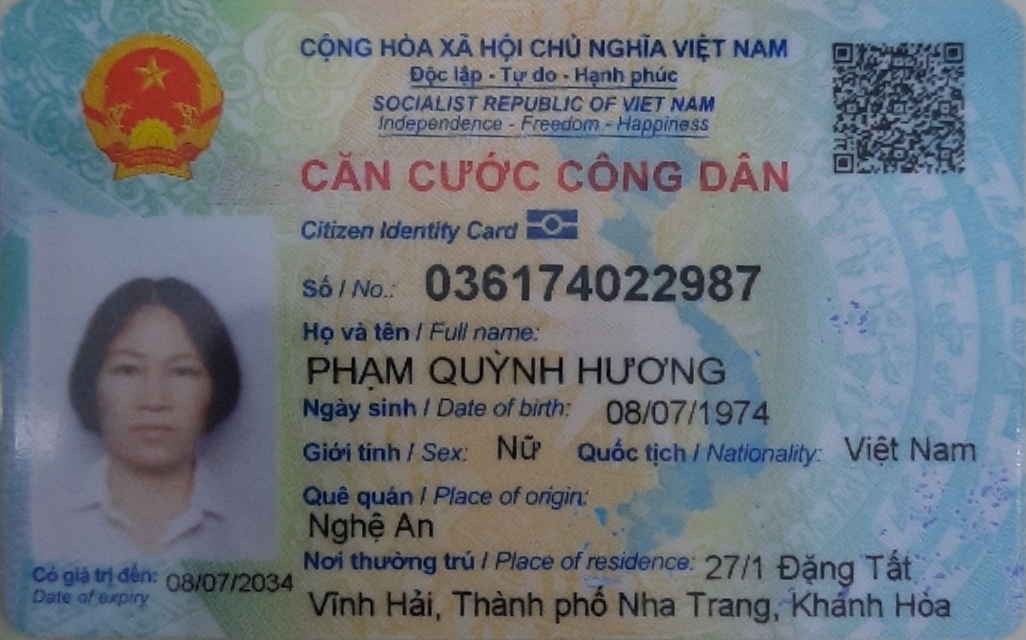 CỘNG HÒA XÃ HỘI CHỦ NGHĨA VIỆT NAM
Độc lập - Tự do - Hạnh phúc
SOCIALIST REPUBLIC OF VIET NAM
Independence - Freedom - Happiness
CĂN CƯỚC CÔNG DÂN
Citizen Identity Card
Số / No.: 036174022987
Họ và tên / Full name:
PHẠM QUỲNH HƯƠNG
Ngày sinh / Date of birth: 08/07/1974
Giới tính / Sex: Nữ Quốc tịch / Nationality: Việt Nam
Quê quán / Place of origin:
Nghệ An
Nơi thường trú / Place of residence: 27/1 Đặng Tất
Vĩnh Hải, Thành phố Nha Trang, Khánh Hòa
Có giá trị đến: 08/07/2034
Date of expiry